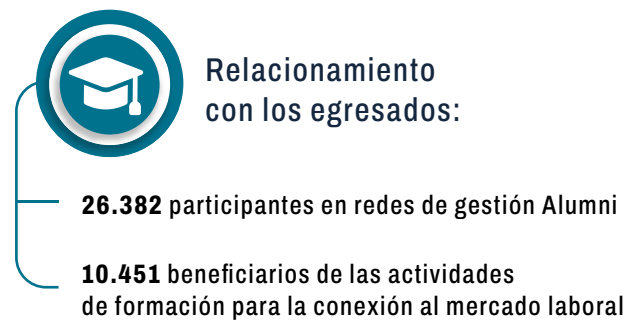 Relacionamiento
con los egresados:
26.382 participantes en redes de gestión Alumni
10.451 beneficiarios de las actividades
de formación para la conexión al mercado laboral